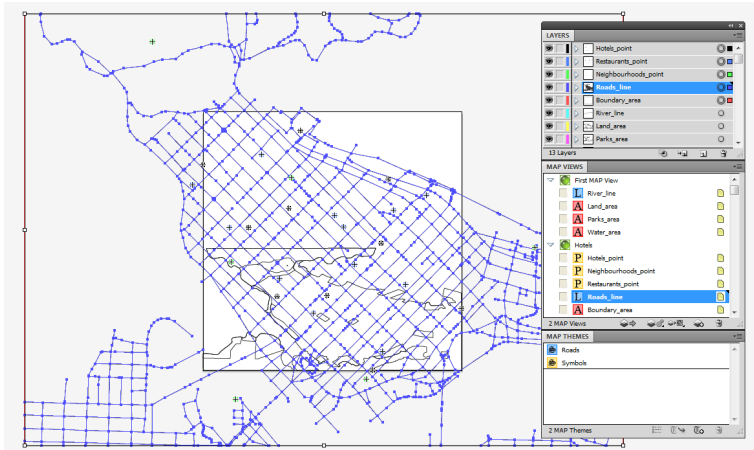 LAYERS
Hotels_point
Restaurants_point
Neighbourhoods_point
Roads_line
Boundary_area
River_line
Land_area
Parks_area
13 Layers
MAP VIEWS
First MAP View
L River_line
A Land_area
A Parks_area
A Water_area
Hotels
P Hotels_point
P Neighbourhoods_point
P Restaurants_point
L Roads_line
A Boundary_area
2 MAP Views
MAP THEMES
Roads
Symbols
2 MAP Themes